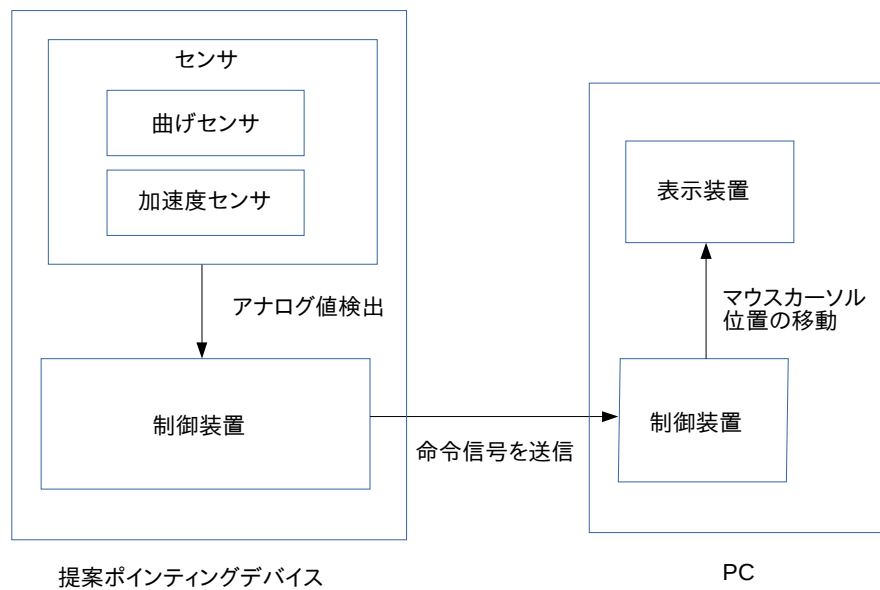 センサ
曲げセンサ
加速度センサ
アナログ値検出
制御装置
命令信号を送信
提案ポインティングデバイス
表示装置
マウスカーソル
位置の移動
制御装置
PC